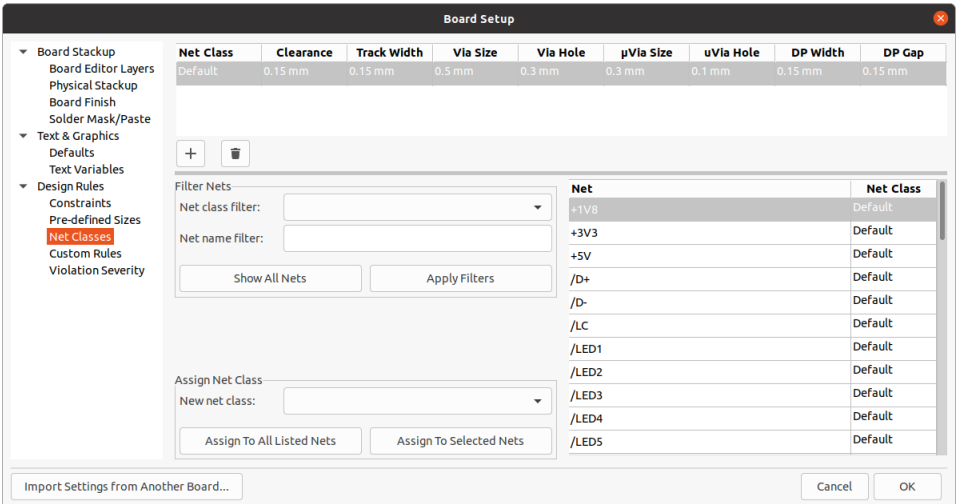 Board Setup
Board Stackup
Board Editor Layers
Physical Stackup
Board Finish
Solder Mask/Paste
Text & Graphics
Defaults
Text Variables
Design Rules
Constraints
Pre-defined Sizes
Net Classes
Custom Rules
Violation Severity
Net Class Clearance Track Width Via Size Via Hole µVia Size uVia Hole DP Width DP Gap
Default 0.15 mm 0.15 mm 0.5 mm 0.3 mm 0.3 mm 0.1 mm 0.15 mm 0.15 mm
Filter Nets
Net class filter:
Net name filter:
Show All Nets Apply Filters
Assign Net Class
New net class:
Assign To All Listed Nets Assign To Selected Nets
Net Net Class
+1V8 Default
+3V3 Default
+5V Default
/D+ Default
/D- Default
/LC Default
/LED1 Default
/LED2 Default
/LED3 Default
/LED4 Default
/LED5 Default
Import Settings from Another Board... Cancel OK